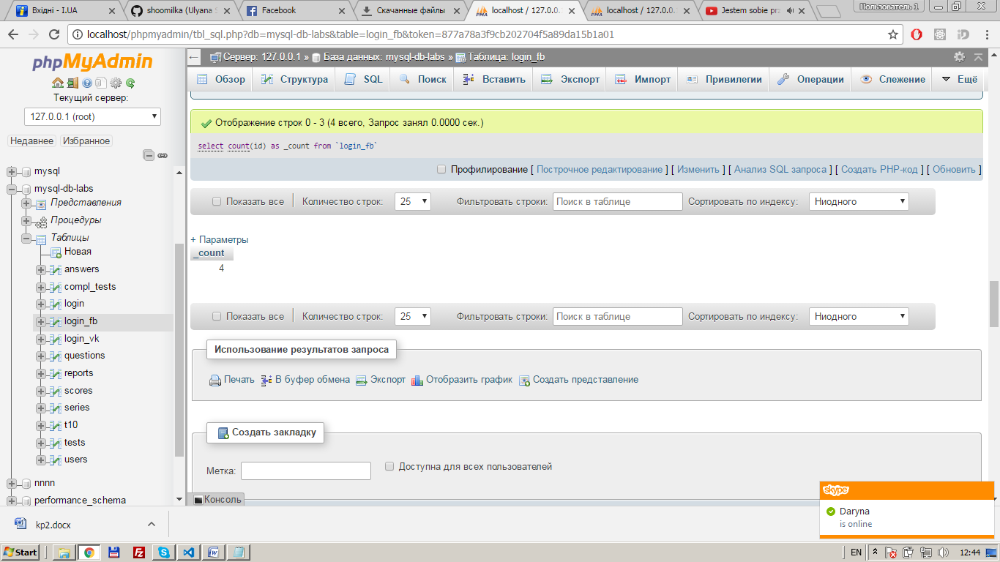 Вхідні - I.UA
shoomilka (Ulyana S
Facebook
Скачанные файлы
localhost / 127.0.0.
localhost / 127.0.0.
Jestem sobie prz
Пользователь 1
localhost/phpmyadmin/tbl_sql.php?db=mysql-db-labs&table=login_fb&token=877a78a3f9cb202704f5a89da15b1a01
phpMyAdmin
Текущий сервер:
127.0.0.1 (root)
Недавнее Избранное
mysql
mysql-db-labs
Представления
Процедуры
Таблицы
Новая
answers
compl_tests
login
login_fb
login_vk
questions
reports
scores
series
t10
tests
users
nnnn
performance_schema
Сервер: 127.0.0.1 » База данных: mysql-db-labs » Таблица: login_fb
Обзор Структура SQL Поиск Вставить Экспорт Импорт Привилегии Операции Слежение Ещё
Отображение строк 0 - 3 (4 всего, Запрос занял 0.0000 сек.)
select count(id) as _count from `login_fb`
Профилирование [ Построчное редактирование ] [ Изменить ] [ Анализ SQL запроса ] [ Создать PHP-код ] [ Обновить ]
Показать все Количество строк: 25 Фильтровать строки: Поиск в таблице Сортировать по индексу: Ниодного
+ Параметры
_count
4
Показать все Количество строк: 25 Фильтровать строки: Поиск в таблице Сортировать по индексу: Ниодного
Использование результатов запроса
Печать В буфер обмена Экспорт Отобразить график Создать представление
Создать закладку
Метка: Доступна для всех пользователей
Консоль
skype
Daryna
is online
kp2.docx
Start
EN 12:44